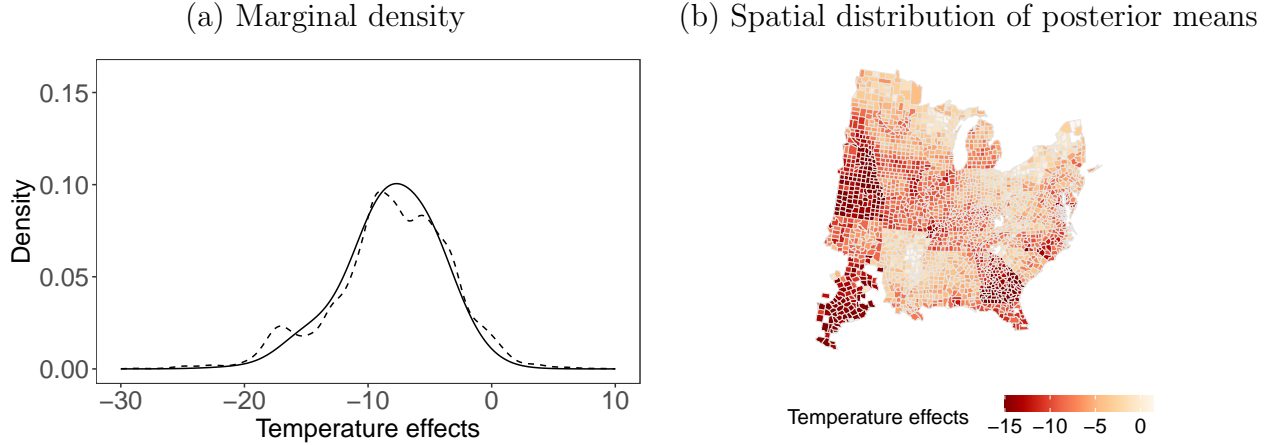 (a) Marginal density
(b) Spatial distribution of posterior means
0.15
0.10
0.05
0.00
Density
−30
−20
−10
0
10
Temperature effects
Temperature effects
−15 −10 −5 0